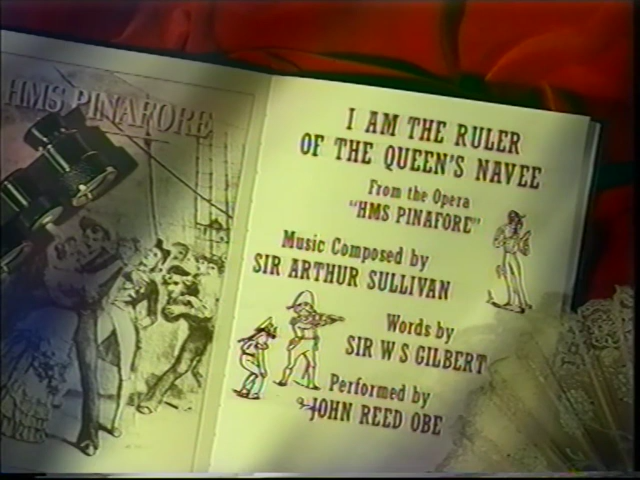 HMS PINAFORE
I AM THE RULER
OF THE QUEEN'S NAVEE
From the Opera
"HMS PINAFORE"
Music Composed by
SIR ARTHUR SULLIVAN
Words by
SIR W S GILBERT
Performed by
JOHN REED OBE